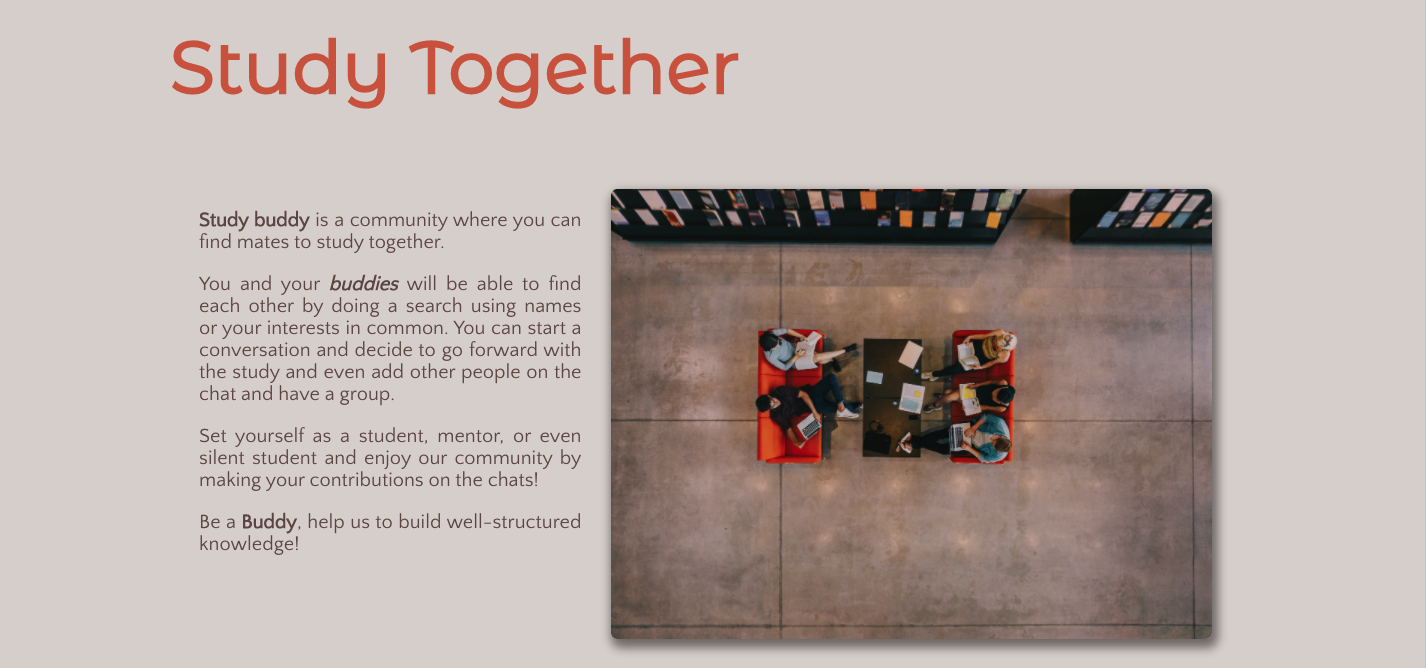 Study Together
Study buddy is a community where you can
find mates to study together.
You and your buddies will be able to find
each other by doing a search using names
or your interests in common. You can start a
conversation and decide to go forward with
the study and even add other people on the
chat and have a group.
Set yourself as a student, mentor, or even
silent student and enjoy our community by
making your contributions on the chats!
Be a Buddy, help us to build well-structured
knowledge!